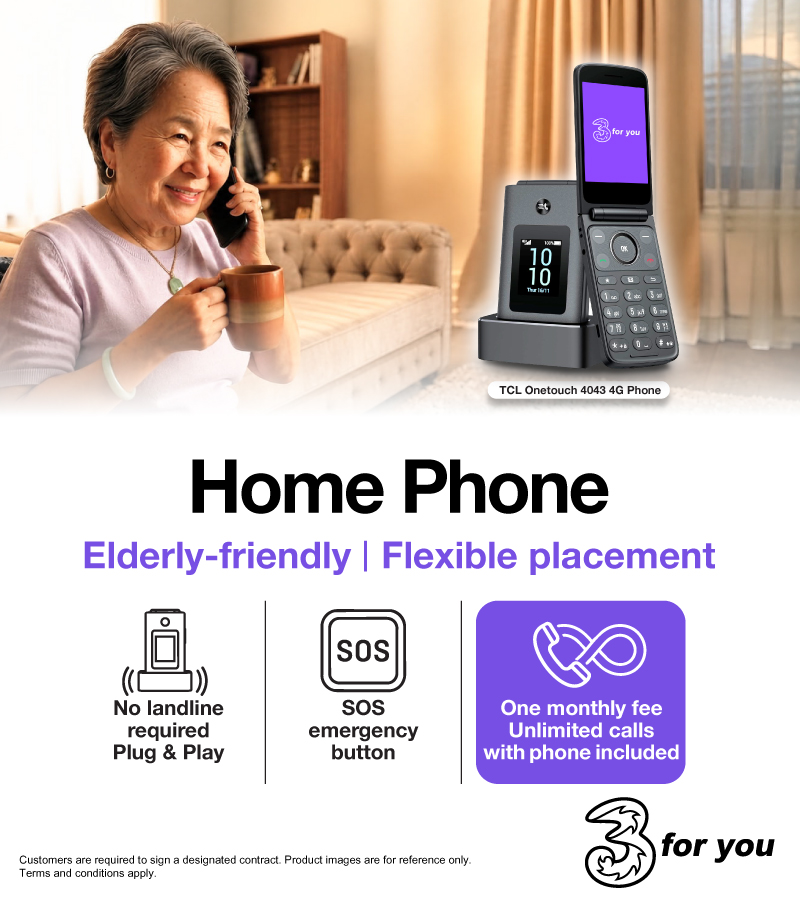 3 for you
100%
10
10
Thur 16/11
OK
TCL Onetouch 4043 4G Phone
Home Phone
Elderly-friendly | Flexible placement
No landline
required
Plug & Play
SOS
SOS
emergency
button
One monthly fee
Unlimited calls
with phone included
3 for you
Customers are required to sign a designated contract. Product images are for reference only.
Terms and conditions apply.